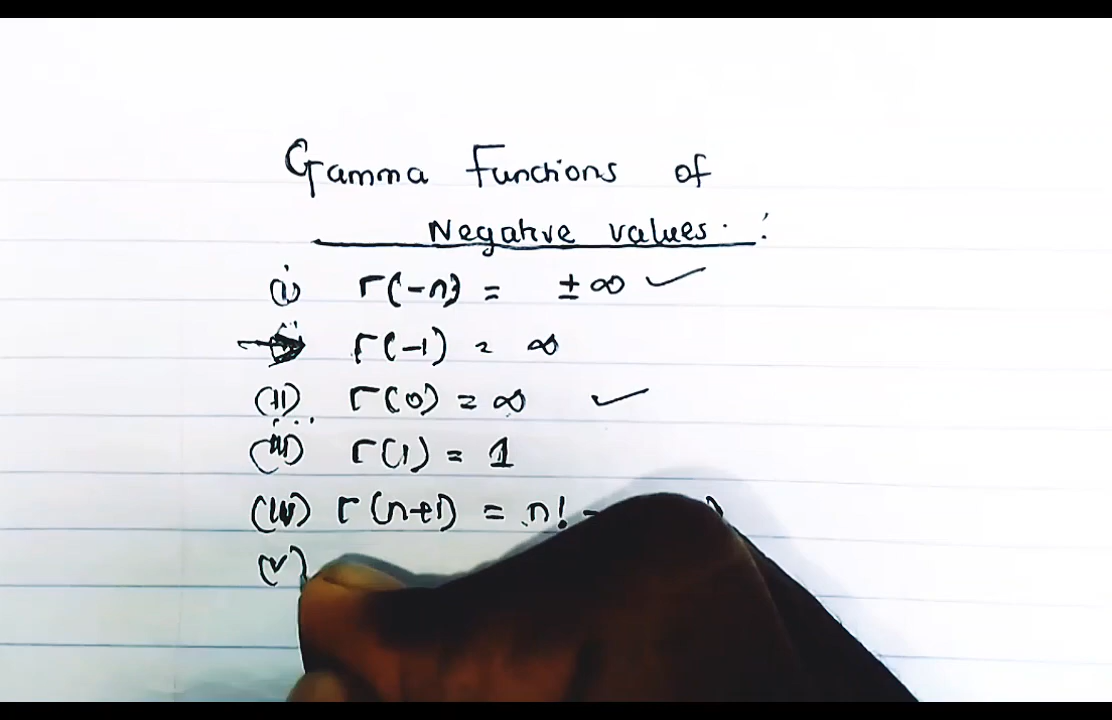 Gamma Functions of
Negative values :
(i) Γ(-n) = ± ∞ ✓
Γ(-1) = ∞
(ii) Γ(0) = ∞ ✓
(iii) Γ(1) = 1
(iv) Γ(n+1) = n! =
(v)